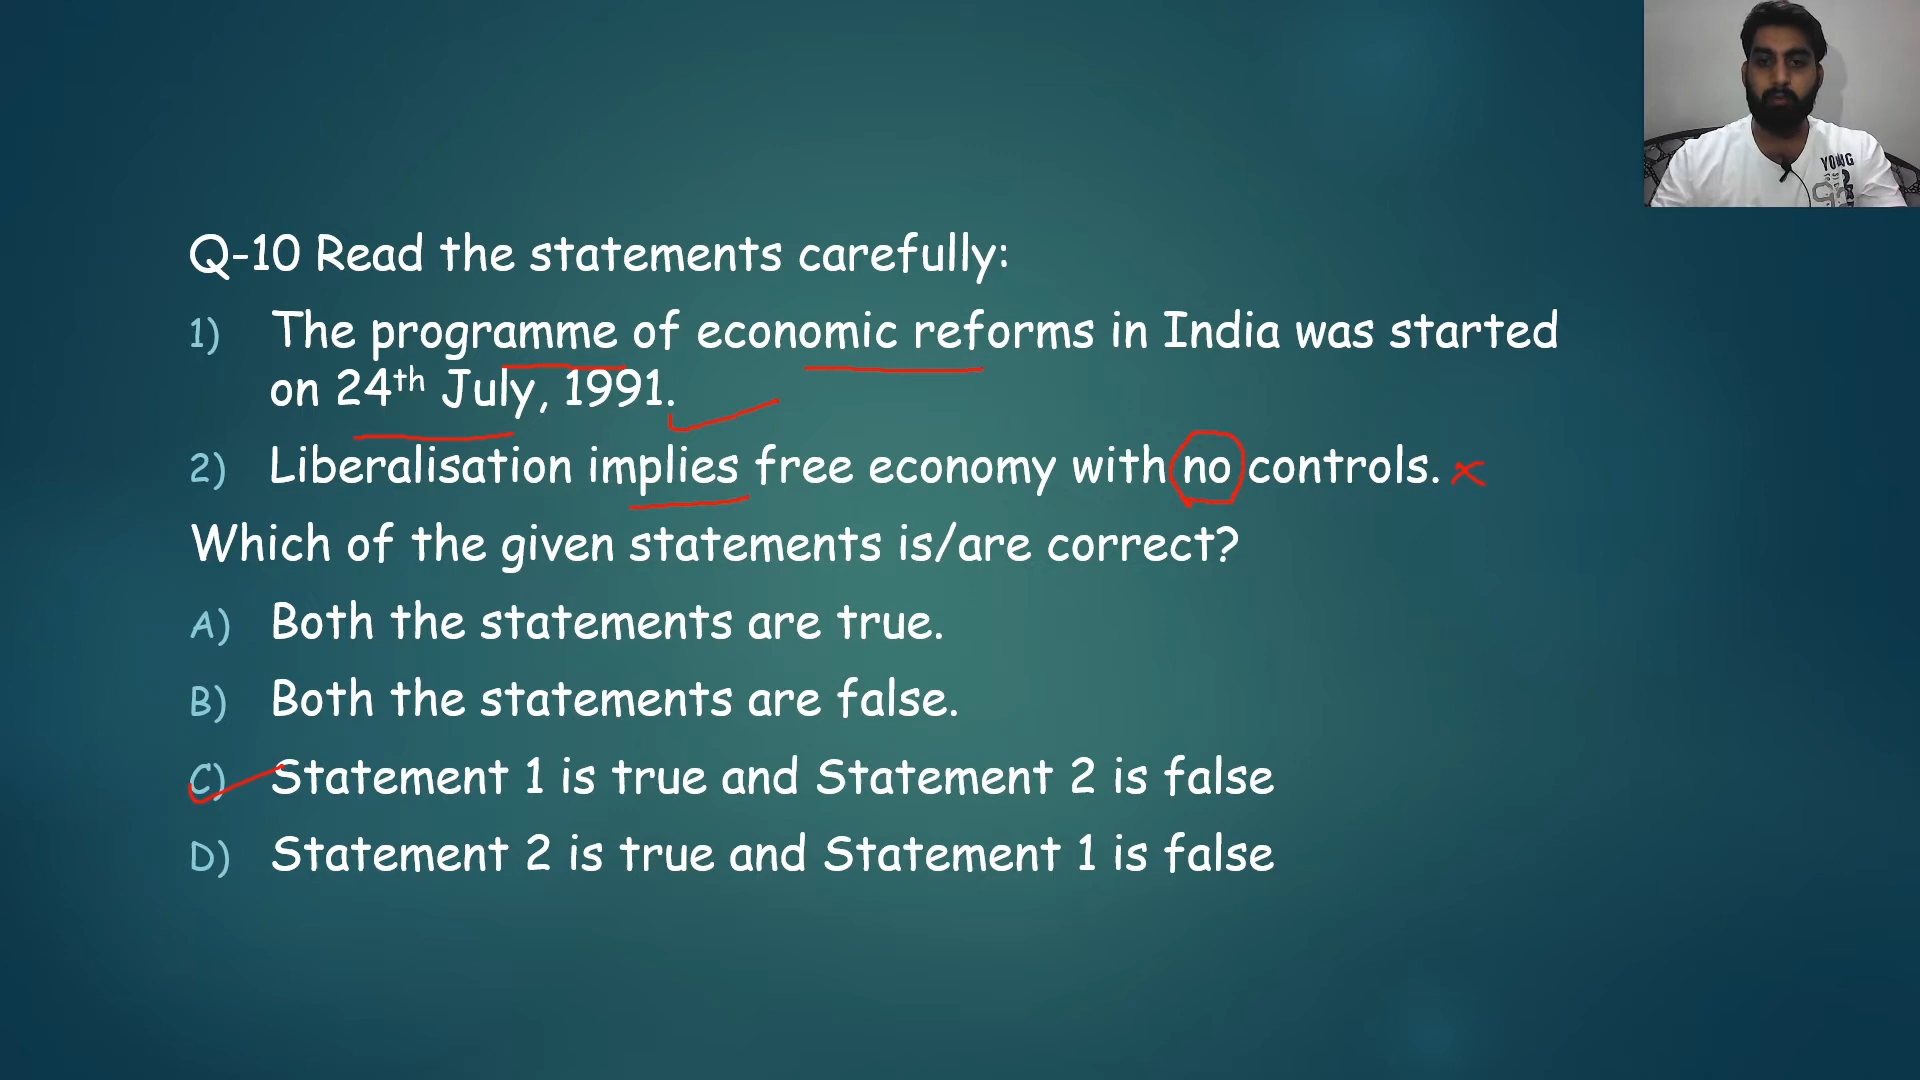 YOUNG
Q-10 Read the statements carefully:
1) The programme of economic reforms in India was started
on 24th July, 1991.
2) Liberalisation implies free economy with no controls.
Which of the given statements is/are correct?
A) Both the statements are true.
B) Both the statements are false.
C) Statement 1 is true and Statement 2 is false
D) Statement 2 is true and Statement 1 is false